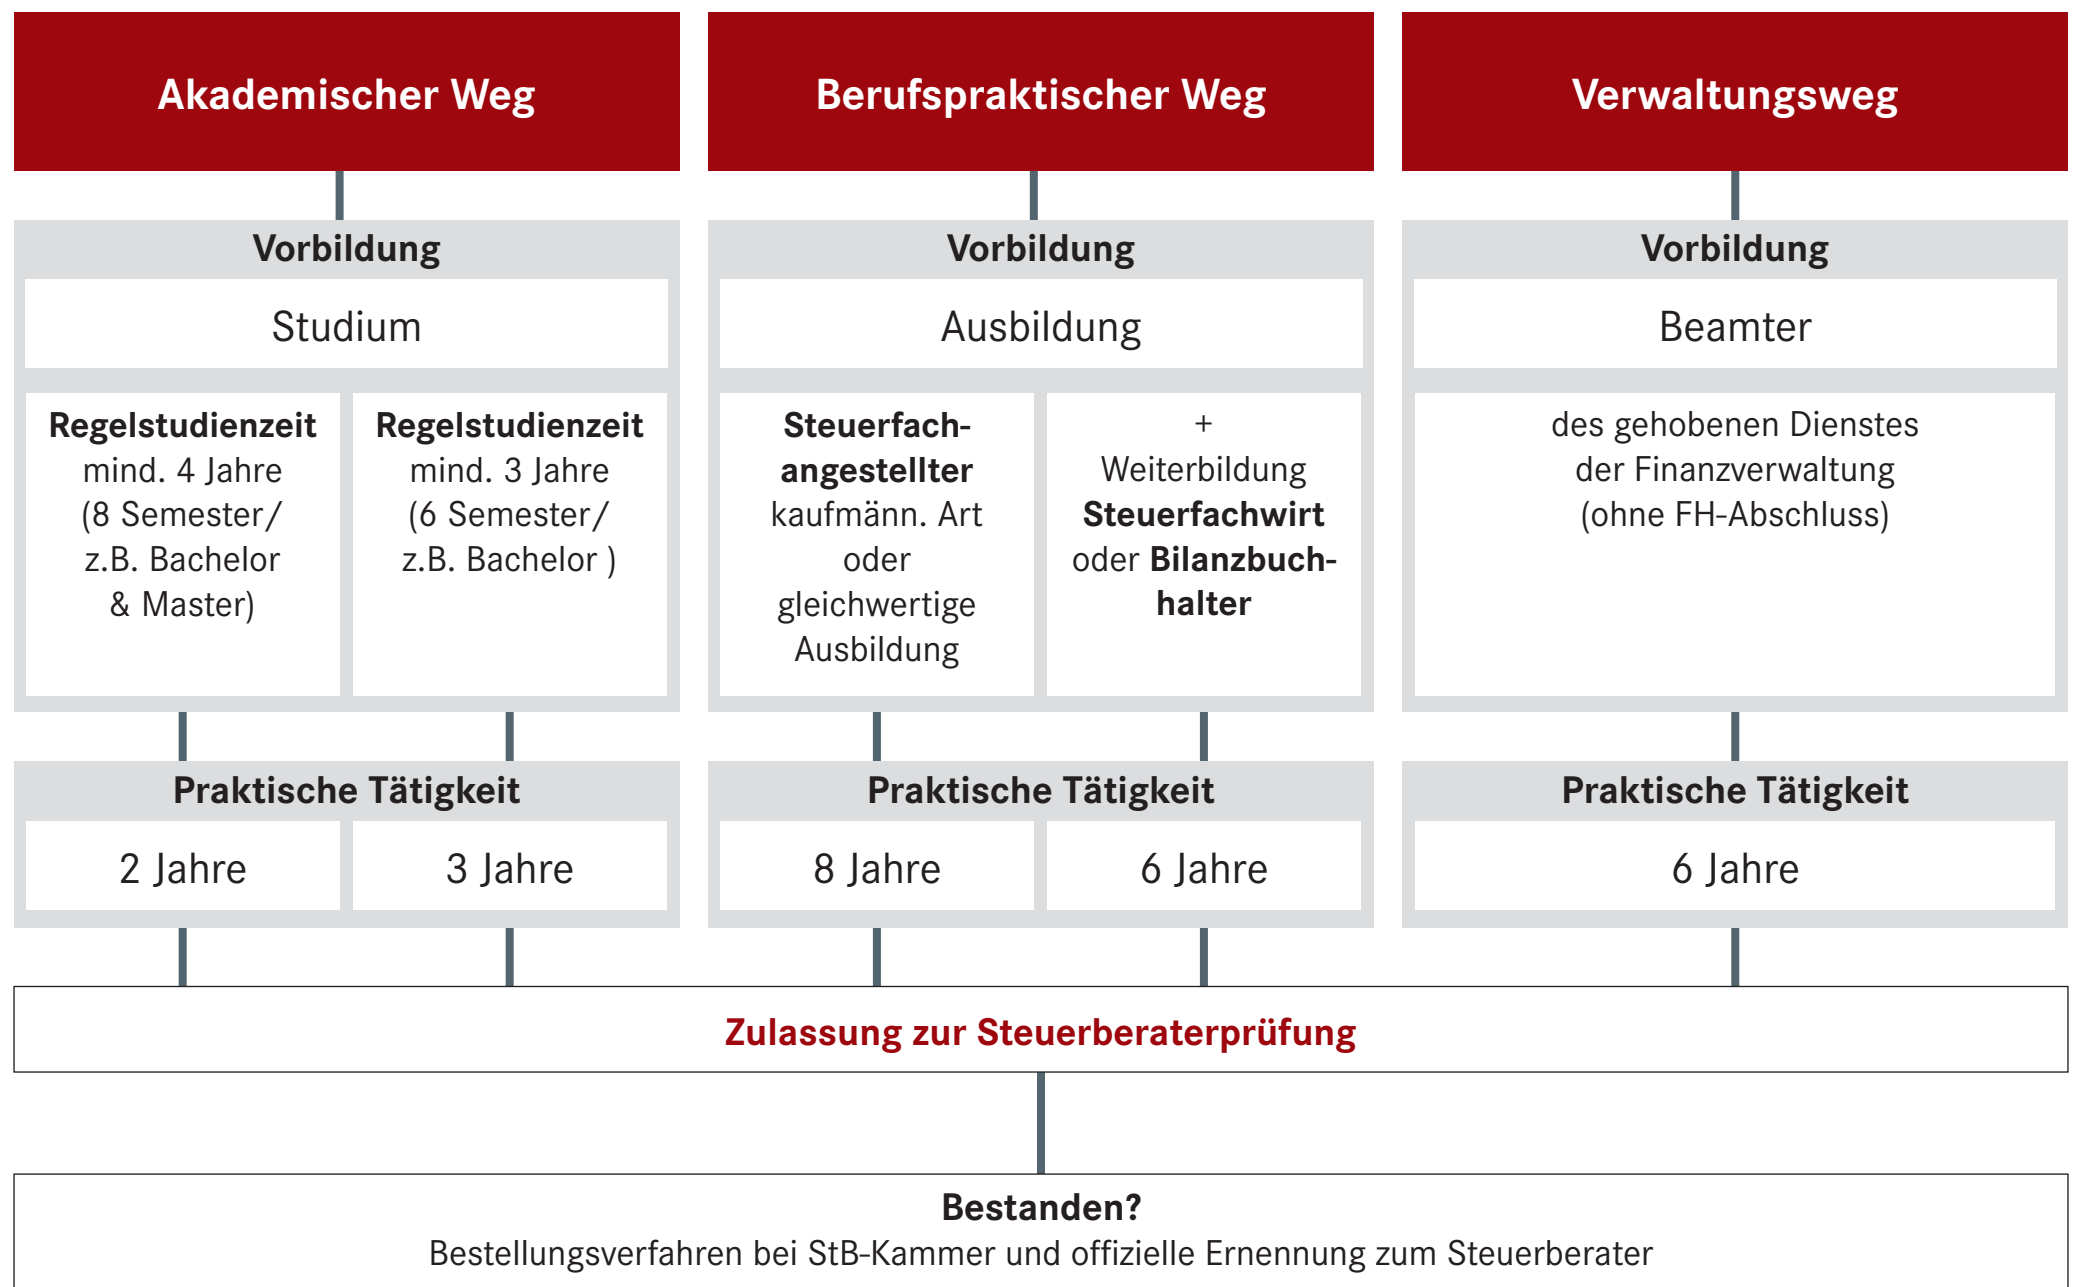 Akademischer Weg
Berufspraktischer Weg
Verwaltungsweg
Vorbildung
Studium
Regelstudienzeit
mind. 4 Jahre
(8 Semester/
z.B. Bachelor
& Master)
Regelstudienzeit
mind. 3 Jahre
(6 Semester/
z.B. Bachelor )
Vorbildung
Ausbildung
Steuerfach-
angestellter
kaufmänn. Art
oder
gleichwertige
Ausbildung
+
Weiterbildung
Steuerfachwirt
oder Bilanzbuch-
halter
Vorbildung
Beamter
des gehobenen Dienstes
der Finanzverwaltung
(ohne FH-Abschluss)
Praktische Tätigkeit
2 Jahre
3 Jahre
Praktische Tätigkeit
8 Jahre
6 Jahre
Praktische Tätigkeit
6 Jahre
Zulassung zur Steuerberaterprüfung
Bestanden?
Bestellungsverfahren bei StB-Kammer und offizielle Ernennung zum Steuerberater